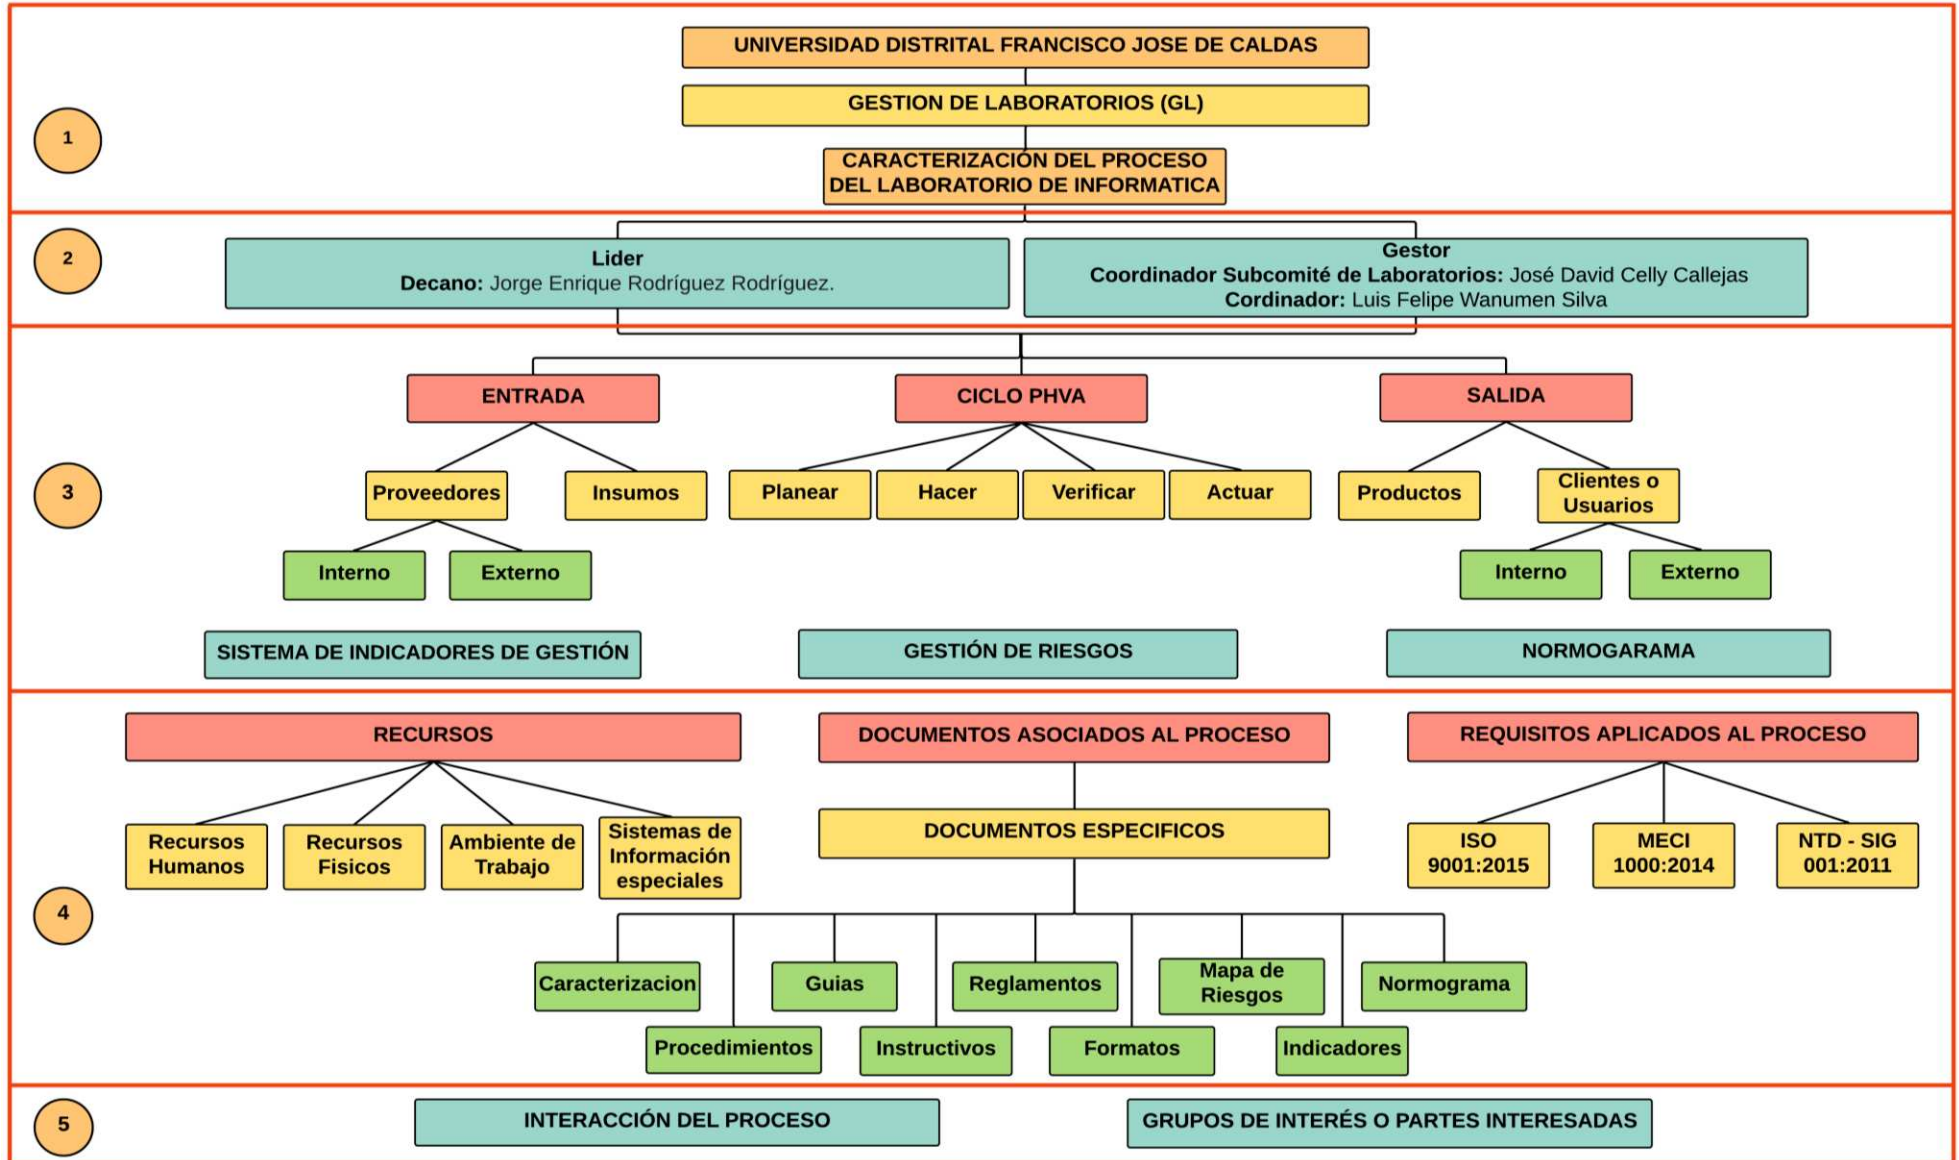 UNIVERSIDAD DISTRITAL FRANCISCO JOSE DE CALDAS
GESTION DE LABORATORIOS (GL)
1
CARACTERIZACIÓN DEL PROCESO
DEL LABORATORIO DE INFORMATICA
2
Lider
Decano: Jorge Enrique Rodríguez Rodríguez.
Gestor
Coordinador Subcomité de Laboratorios: José David Celly Callejas
Cordinador: Luis Felipe Wanumen Silva
ENTRADA
CICLO PHVA
SALIDA
3
Proveedores
Insumos
Planear
Hacer
Verificar
Actuar
Productos
Clientes o
Usuarios
Interno
Externo
Interno
Externo
SISTEMA DE INDICADORES DE GESTIÓN
GESTIÓN DE RIESGOS
NORMOGARAMA
RECURSOS
DOCUMENTOS ASOCIADOS AL PROCESO
REQUISITOS APLICADOS AL PROCESO
Recursos
Humanos
Recursos
Fisicos
Ambiente de
Trabajo
Sistemas de
Información
especiales
DOCUMENTOS ESPECIFICOS
ISO
9001:2015
MECI
1000:2014
NTD - SIG
001:2011
4
Caracterizacion
Guias
Reglamentos
Mapa de
Riesgos
Normograma
Procedimientos
Instructivos
Formatos
Indicadores
5
INTERACCIÓN DEL PROCESO
GRUPOS DE INTERÉS O PARTES INTERESADAS